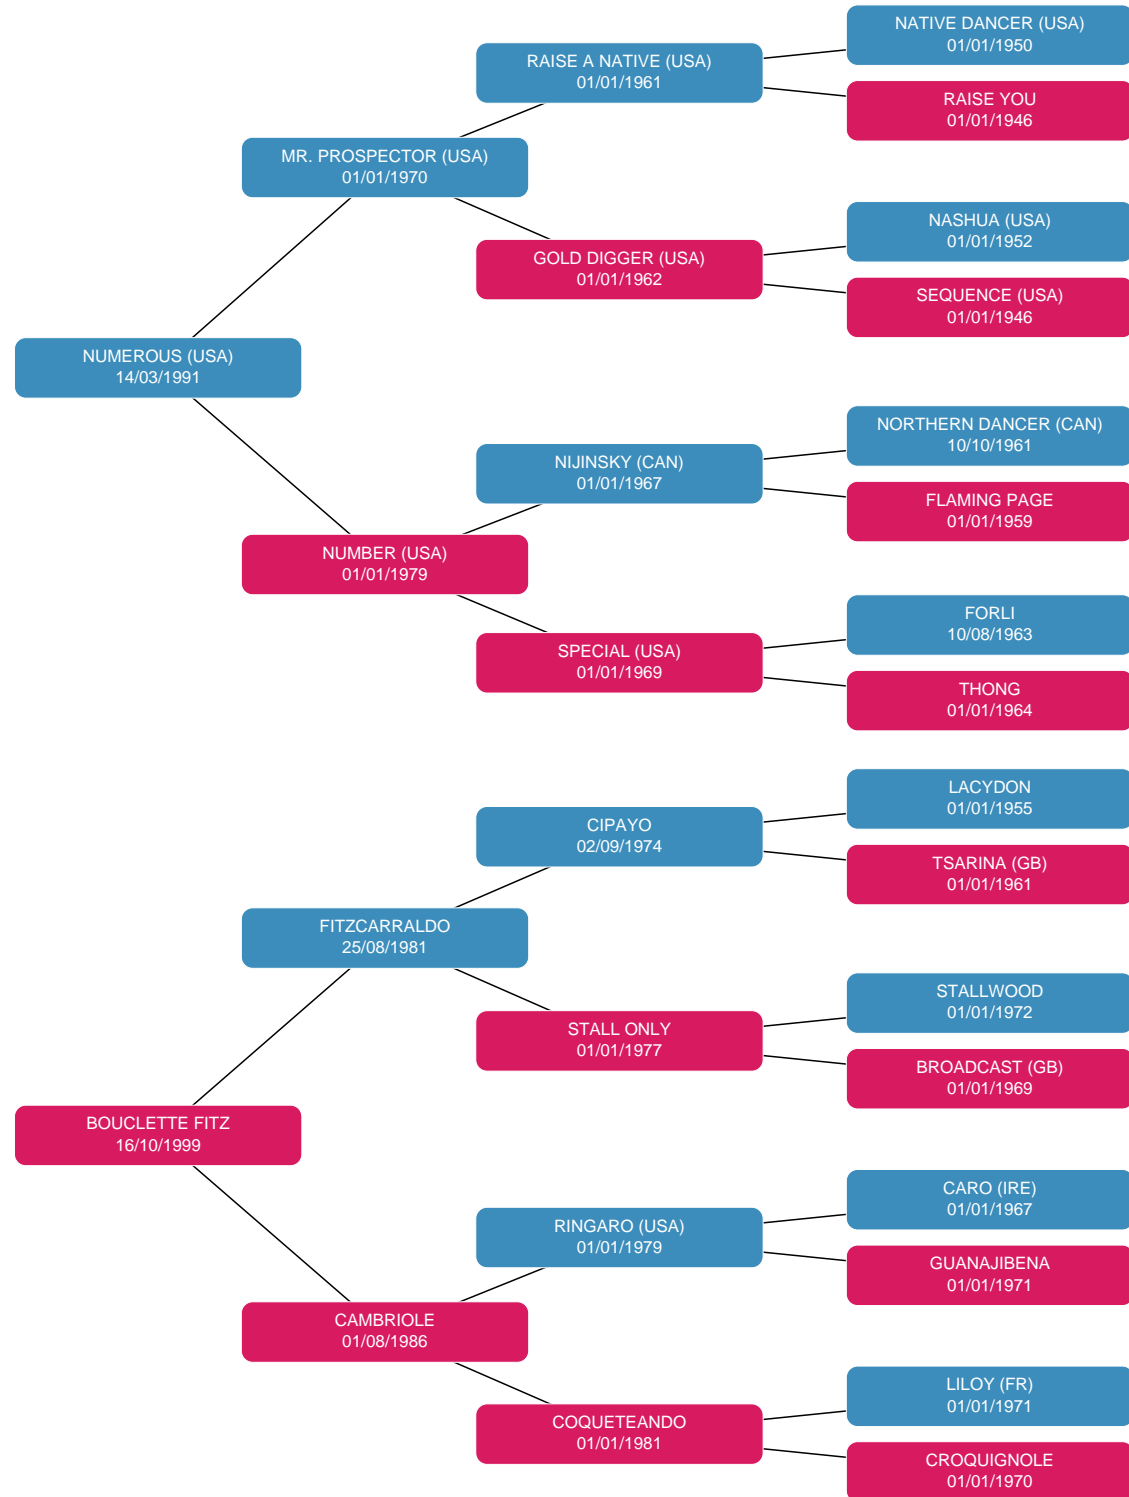 NATIVE DANCER (USA)
01/01/1950
RAISE A NATIVE (USA)
01/01/1961
RAISE YOU
01/01/1946
MR. PROSPECTOR (USA)
01/01/1970
NASHUA (USA)
01/01/1952
GOLD DIGGER (USA)
01/01/1962
SEQUENCE (USA)
01/01/1946
NUMEROUS (USA)
14/03/1991
NORTHERN DANCER (CAN)
10/10/1961
NIJINSKY (CAN)
01/01/1967
FLAMING PAGE
01/01/1959
NUMBER (USA)
01/01/1979
FORLI
10/08/1963
SPECIAL (USA)
01/01/1969
THONG
01/01/1964
LACYDON
01/01/1955
CIPAYO
02/09/1974
TSARINA (GB)
01/01/1961
FITZCARRALDO
25/08/1981
STALLWOOD
01/01/1972
STALL ONLY
01/01/1977
BROADCAST (GB)
01/01/1969
BOUCLETTE FITZ
16/10/1999
CARO (IRE)
01/01/1967
RINGARO (USA)
01/01/1979
GUANAJIBENA
01/01/1971
CAMBRIOLE
01/08/1986
LILOY (FR)
01/01/1971
COQUETEANDO
01/01/1981
CROQUIGNOLE
01/01/1970